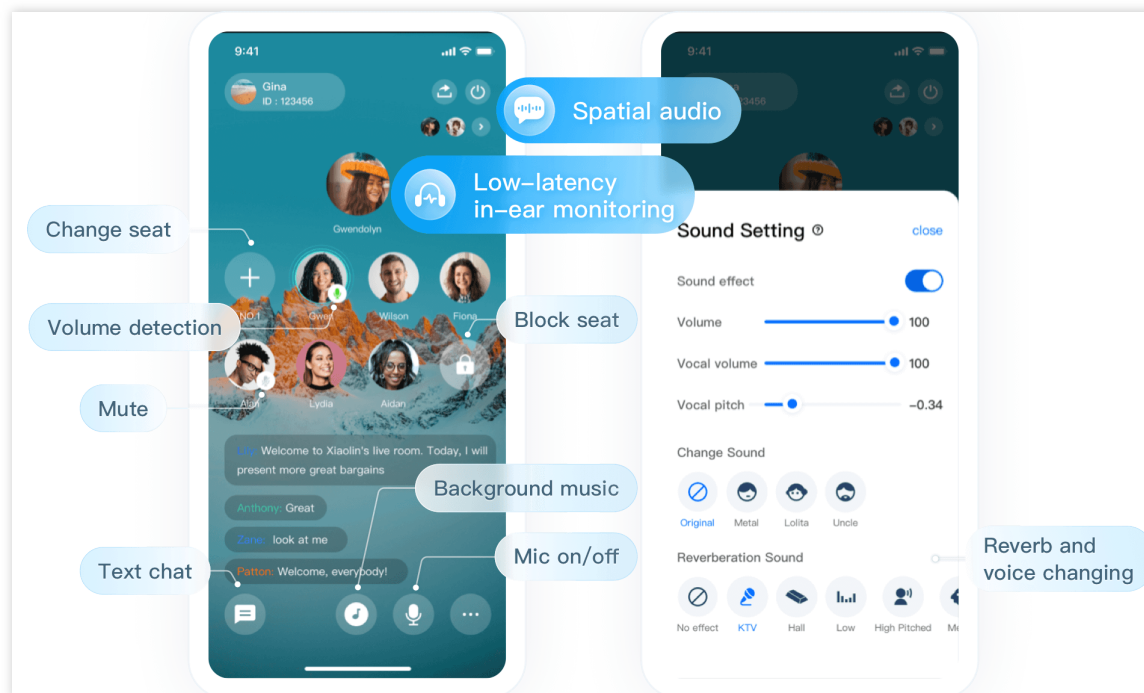 9:41
Gina
ID : 123456
Spatial audio
Low-latency
in-ear monitoring
Gwendolyn
Change seat
NO.1
Gwen
Wilson
Fiona
Volume detection
Block seat
Mute
Alan
Lydia
Aidan
Welcome to Xiaolin's live room. Today, I will
present more great bargains
Background music
Anthony: Great
Zane: look at me
Mic on/off
Text chat
Patton: Welcome, everybody!
9:41
123456
Sound Setting
close
Sound effect
Volume
100
Vocal volume
100
Vocal pitch
-0.34
Change Sound
Original
Metal
Lolita
Uncle
Reverberation Sound
Reverb and
voice changing
No effect
KTV
Hall
Low
High Pitched